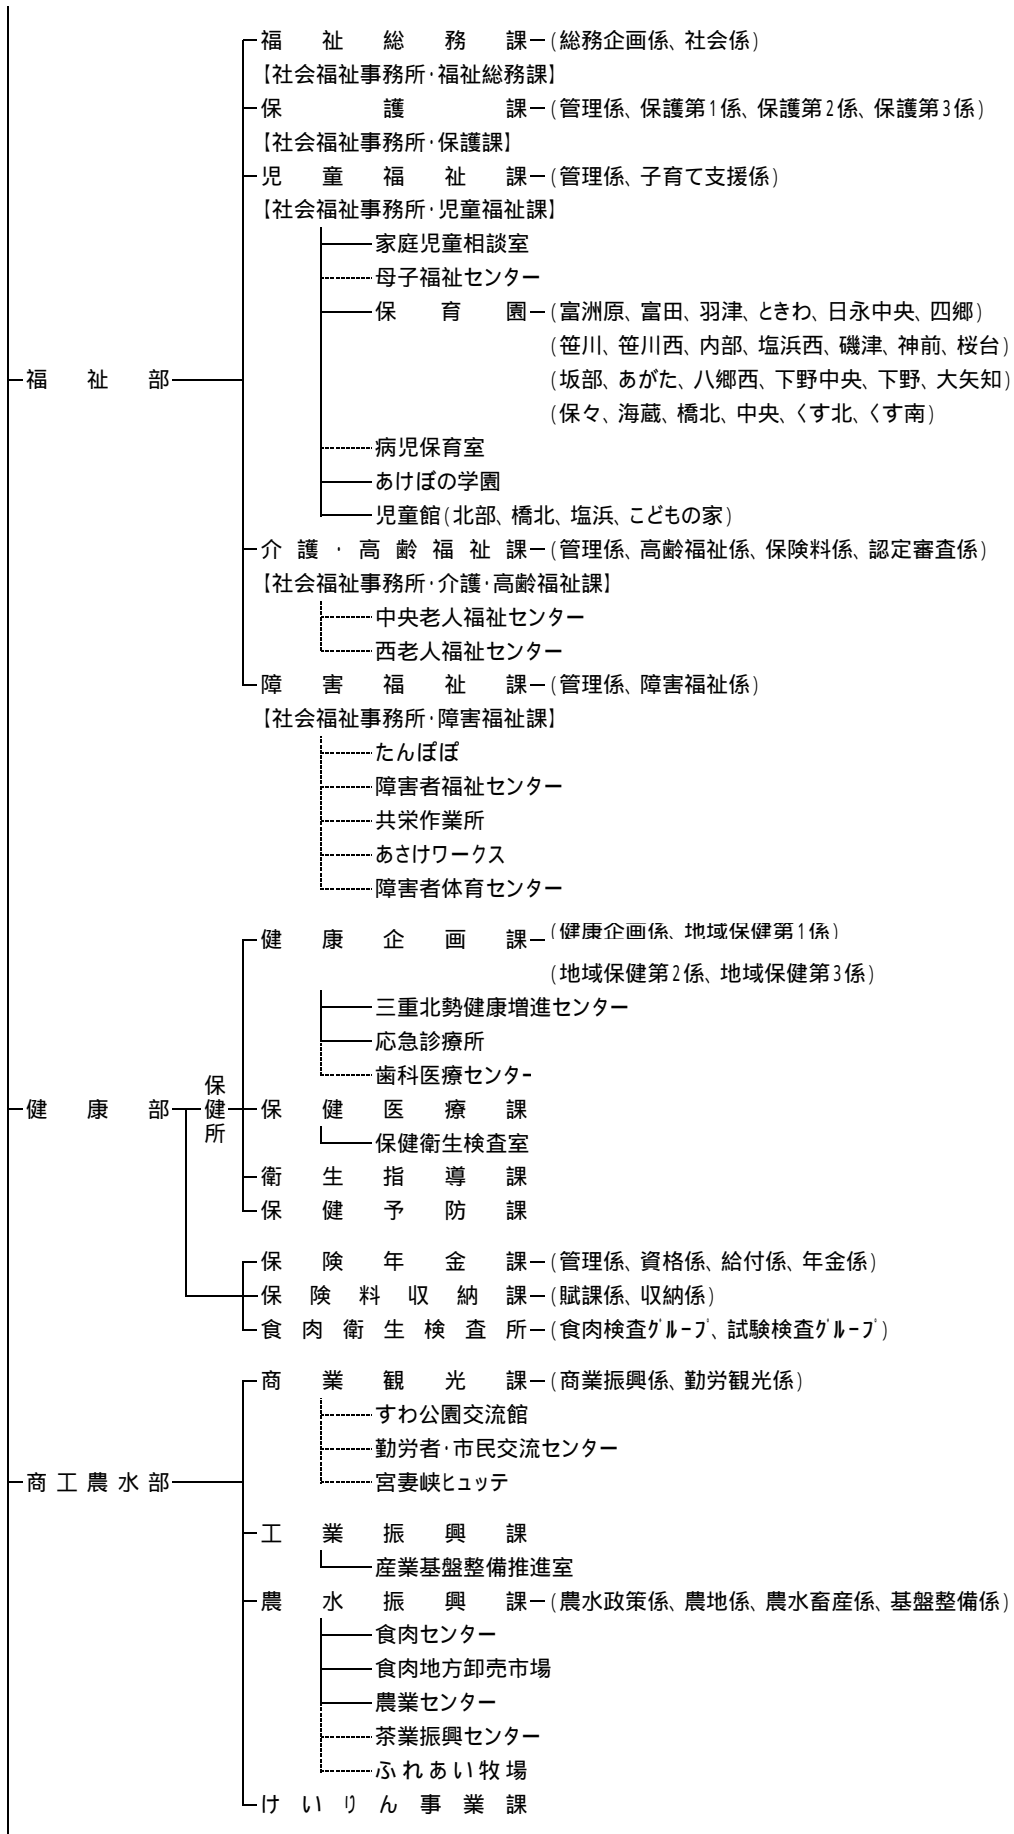 福祉総務課(総務企画係、社会係)
【社会福祉事務所・福祉総務課】
保護課(管理係、保護第1係、保護第2係、保護第3係)
【社会福祉事務所・保護課】
児童福祉課(管理係、子育て支援係)
【社会福祉事務所・児童福祉課】
家庭児童相談室
母子福祉センター
保育園(富洲原、富田、羽津、ときわ、日永中央、四郷)
(笹川、笹川西、内部、塩浜西、磯津、神前、桜台)
福祉部
(坂部、あがた、八郷西、下野中央、下野、大矢知)
(保々、海蔵、橋北、中央、くす北、くす南)
病児保育室
あけぼの学園
児童館(北部、橋北、塩浜、こどもの家)
介護・高齢福祉課(管理係、高齢福祉係、保険料係、認定審査係)
【社会福祉事務所・介護・高齢福祉課】
中央老人福祉センター
西老人福祉センター
障害福祉課(管理係、障害福祉係)
【社会福祉事務所・障害福祉課】
たんぽぽ
障害者福祉センター
共栄作業所
あさけワークス
障害者体育センター
健康企画課(健康企画係、地域保健第1係)
(地域保健第2係、地域保健第3係)
三重北勢健康増進センター
応急診療所
歯科医療センター
健康部
保健所
保健医療課
保健衛生検査室
衛生指導課
保健予防課
保険年金課(管理係、資格係、給付係、年金係)
保険料収納課(賦課係、収納係)
食肉衛生検査所(食肉検査グループ、試験検査グループ)
商業観光課(商業振興係、勤労観光係)
すわ公園交流館
勤労者・市民交流センター
商工農水部
宮妻峡ヒュッテ
工業振興課
産業基盤整備推進室
農水振興課(農水政策係、農地係、農水畜産係、基盤整備係)
食肉センター
食肉地方卸売市場
農業センター
茶業振興センター
ふれあい牧場
けいりん事業課